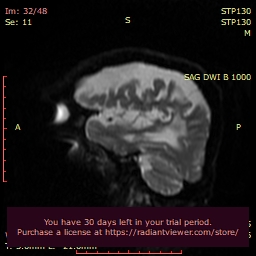 Im: 32/48
Se: 11
S
STP130
STP130
M
SAG DWI B 1000
A
P
You have 30 days left in your trial period.
Purchase a license at https://radiantviewer.com/store/